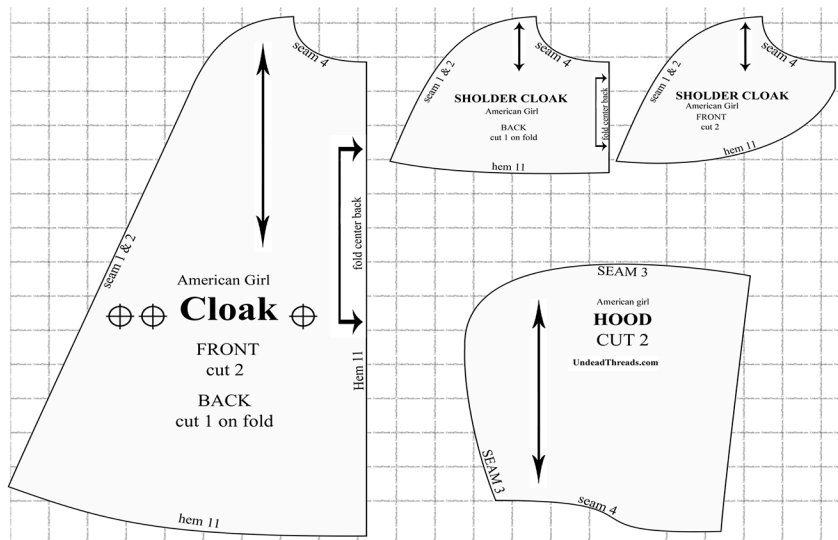 seam 4
seam 1 & 2
fold center back
American Girl
Cloak
FRONT
cut 2
BACK
cut 1 on fold
Hem 11
hem 11
seam 4
seam 1 & 2
SHOLDER CLOAK
American Girl
BACK
cut 1 on fold
fold center back
hem 11
seam 4
seam 1 & 2
SHOLDER CLOAK
American Girl
FRONT
cut 2
hem 11
SEAM 3
American girl
HOOD
CUT 2
UndeadThreads.com
SEAM 3
seam 4